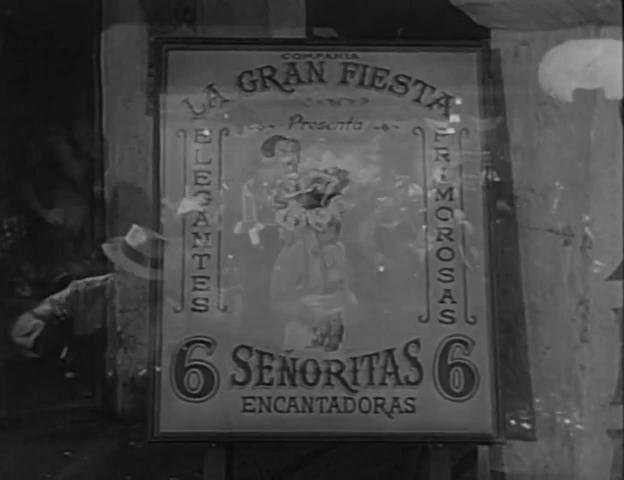 COMPAÑIA
LA GRAN FIESTA
Presenta
ELEGANTES
PRIMOROSAS
6 SEÑORITAS 6
ENCANTADORAS